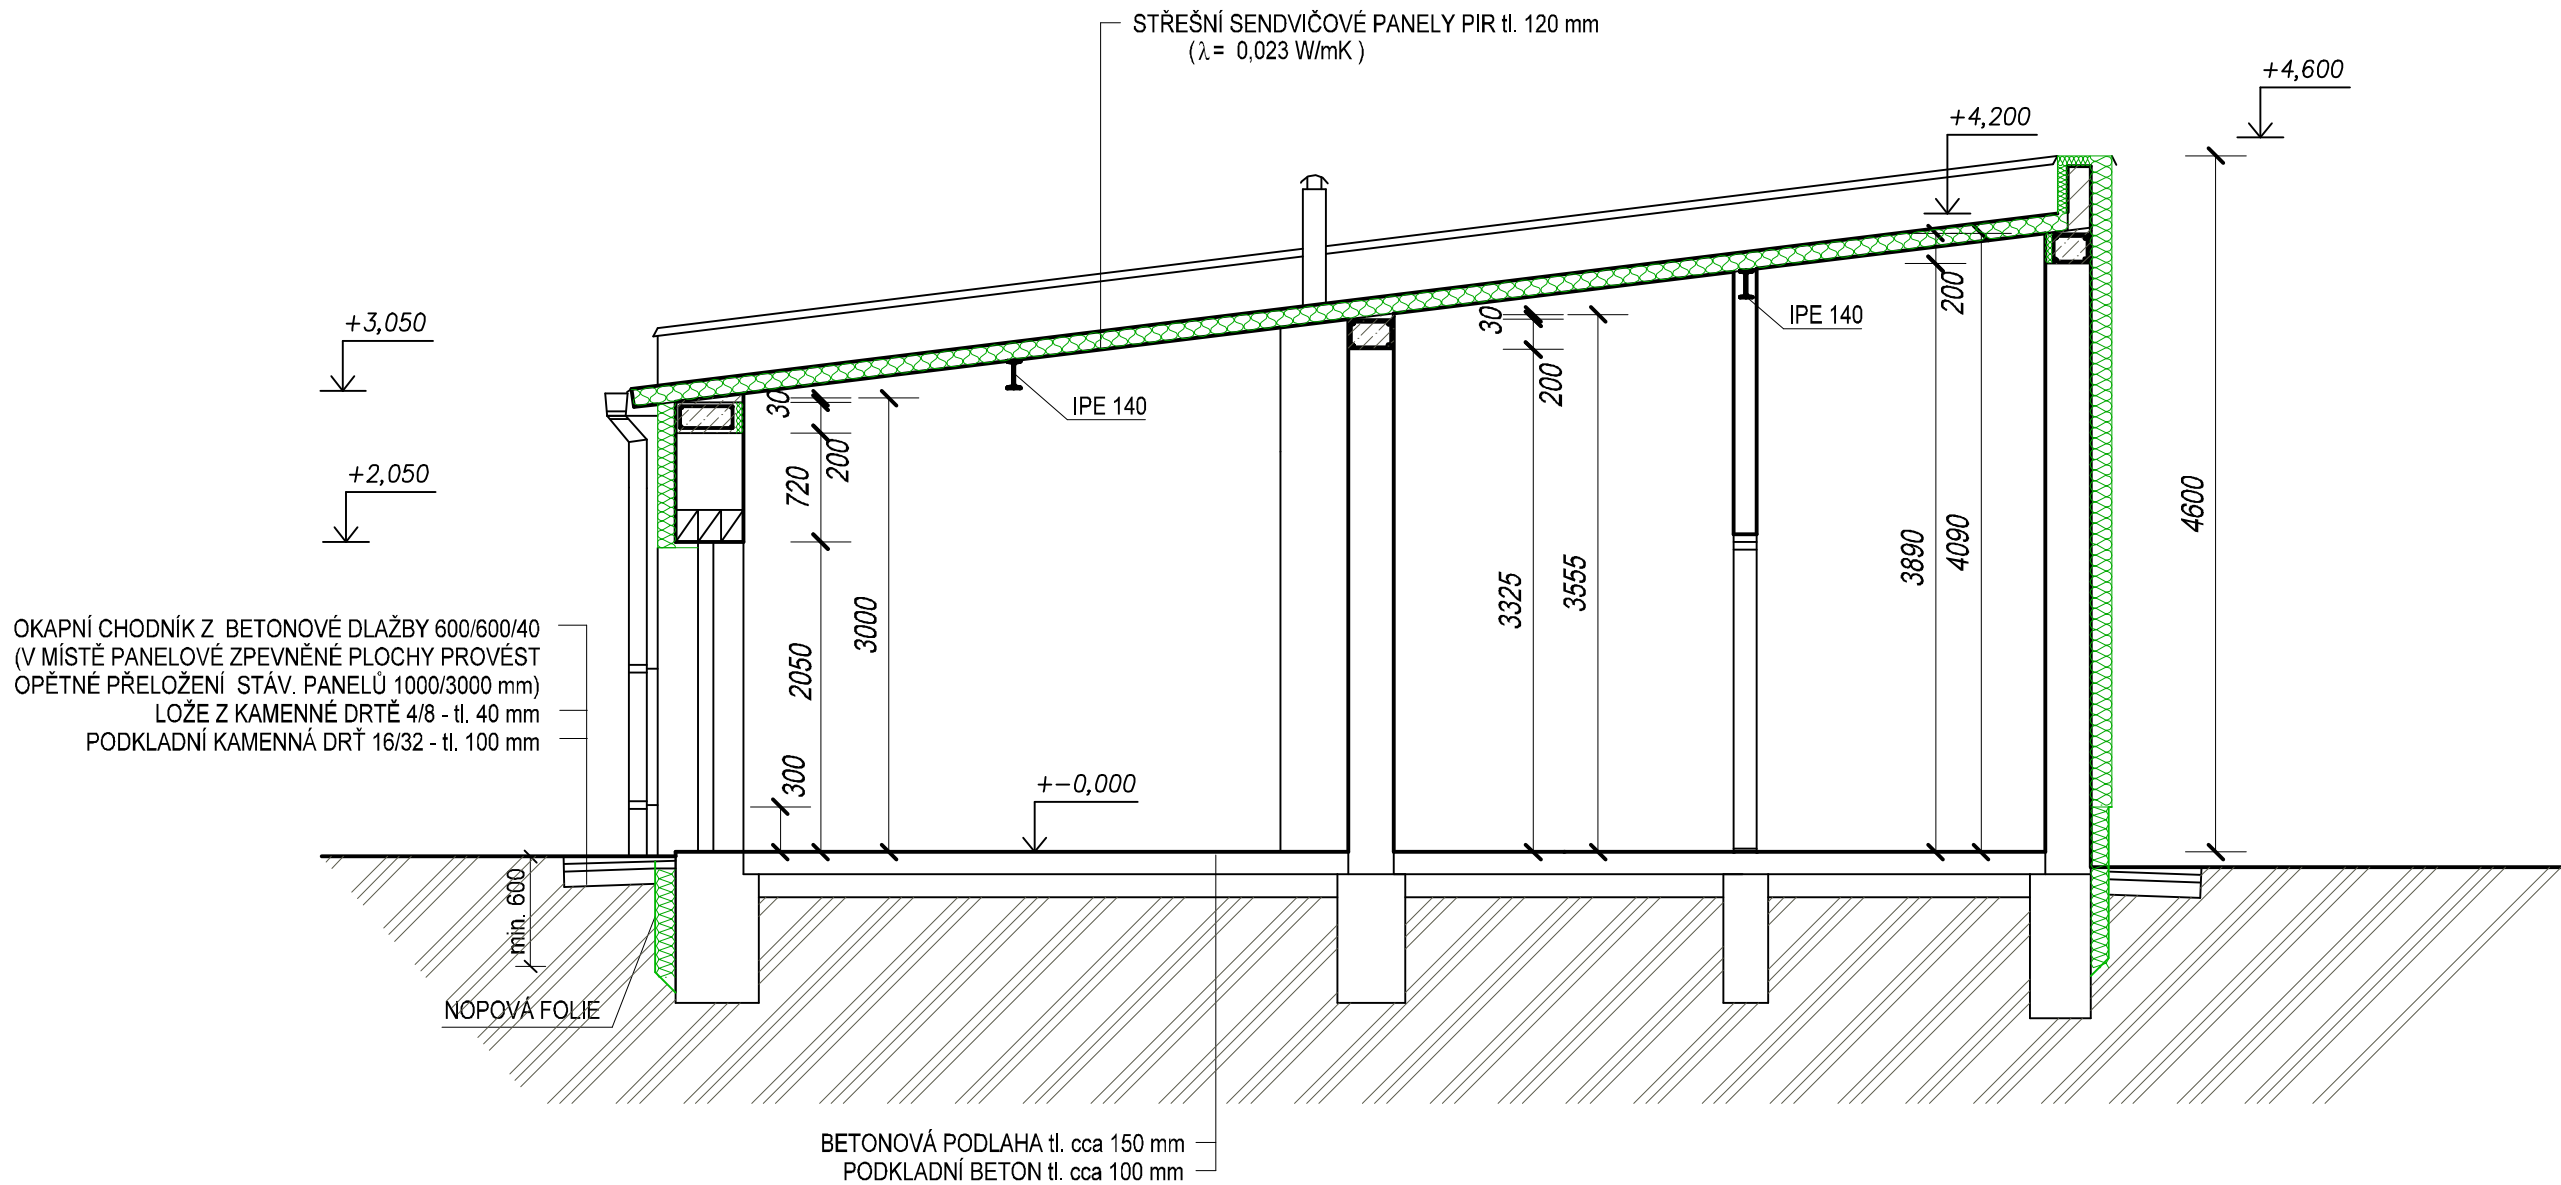 STŘEŠNÍ SENDVIČOVÉ PANELY PIR tl. 120 mm
(λ= 0,023 W/mK )
+4,600
+4,200
+3,050
+2,050
IPE 140
IPE 140
30
200
720
2050
300
3000
30
200
3325
3555
200
3890
4090
4600
+-0,000
OKAPNÍ CHODNÍK Z BETONOVÉ DLAŽBY 600/600/40
(V MÍSTĚ PANELOVÉ ZPEVNĚNÉ PLOCHY PROVÉST
OPĚTNÉ PŘELOŽENÍ STÁV. PANELŮ 1000/3000 mm)
LOŽE Z KAMENNÉ DRTĚ 4/8 - tl. 40 mm
PODKLADNÍ KAMENNÁ DRŤ 16/32 - tl. 100 mm
min. 600
NOPOVÁ FOLIE
BETONOVÁ PODLAHA tl. cca 150 mm
PODKLADNÍ BETON tl. cca 100 mm